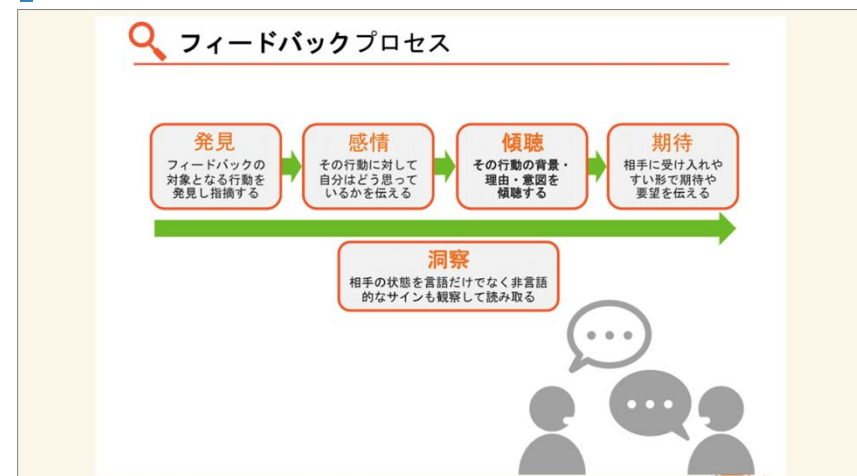 フィードバックプロセス
発見
フィードバックの
対象となる行動を
発見し指摘する
感情
その行動に対して
自分はどう思って
いるかを伝える
傾聴
その行動の背景・
理由・意図を
傾聴する
期待
相手に受け入れや
すい形で期待や
要望を伝える
洞察
相手の状態を言語だけでなく非言語
的なサインも観察して読み取る